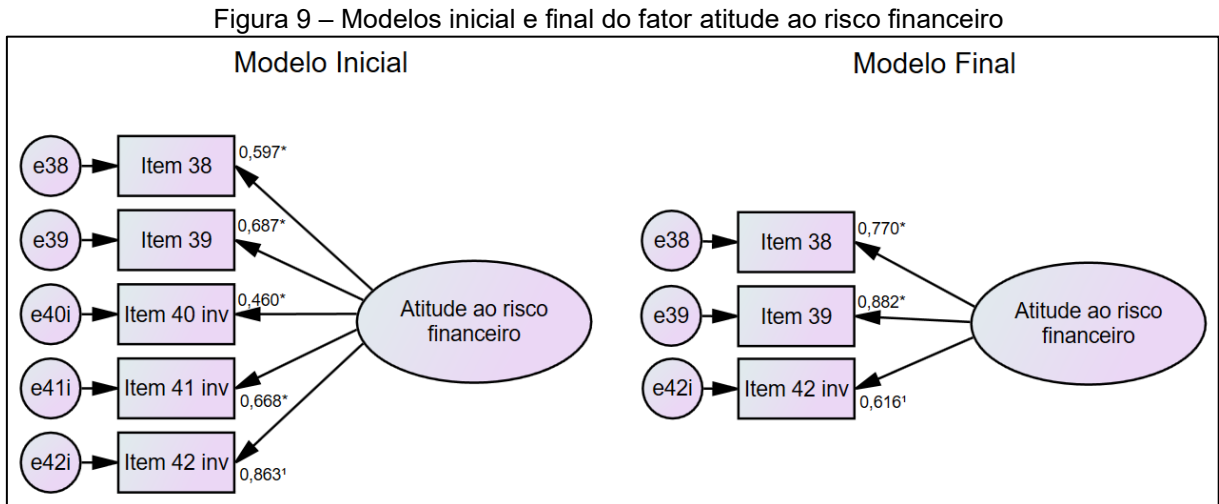 Figura 9 – Modelos inicial e final do fator atitude ao risco financeiro
Modelo Inicial
e38
Item 38
0,597*
e39
Item 39
0,687*
e40i
Item 40 inv
0,460*
e41i
Item 41 inv
0,668*
e42i
Item 42 inv
0,863¹
Atitude ao risco
financeiro
Modelo Final
e38
Item 38
0,770*
e39
Item 39
0,882*
e42i
Item 42 inv
0,616¹
Atitude ao risco
financeiro